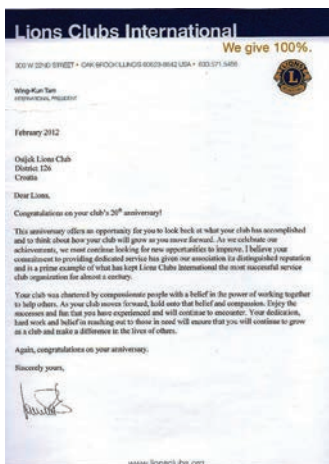 Lions Clubs International
We give 100%.
300 W 22ND STREET • OAK BROOK ILLINOIS 60523-8842 USA • 630.571.5466
Wing-Kun Tam
INTERNATIONAL PRESIDENT
February 2012
Osijek Lions Club
District 126
Croatia
Dear Lions,
Congratulations on your club's 20th anniversary!
This anniversary offers an opportunity for you to look back at what your club has accomplished
and to think about how your club will grow as you move forward. As we celebrate our
achievements, we must continue looking for new opportunities to improve. I believe your
commitment to providing dedicated service has given our association its distinguished reputation
and is a prime example of what has kept Lions Clubs International the most successful service
club organization for almost a century.
Your club was chartered by compassionate people with a belief in the power of working together
to help others. As your club moves forward, hold onto that belief and compassion. Enjoy the
successes and fun that you have experienced and will continue to encounter. Your dedication,
hard work and belief in reaching out to those in need will ensure that you will continue to grow
as a club and make a difference in the lives of others.
Again, congratulations on your anniversary.
Sincerely yours,
www.lionsclubs.org